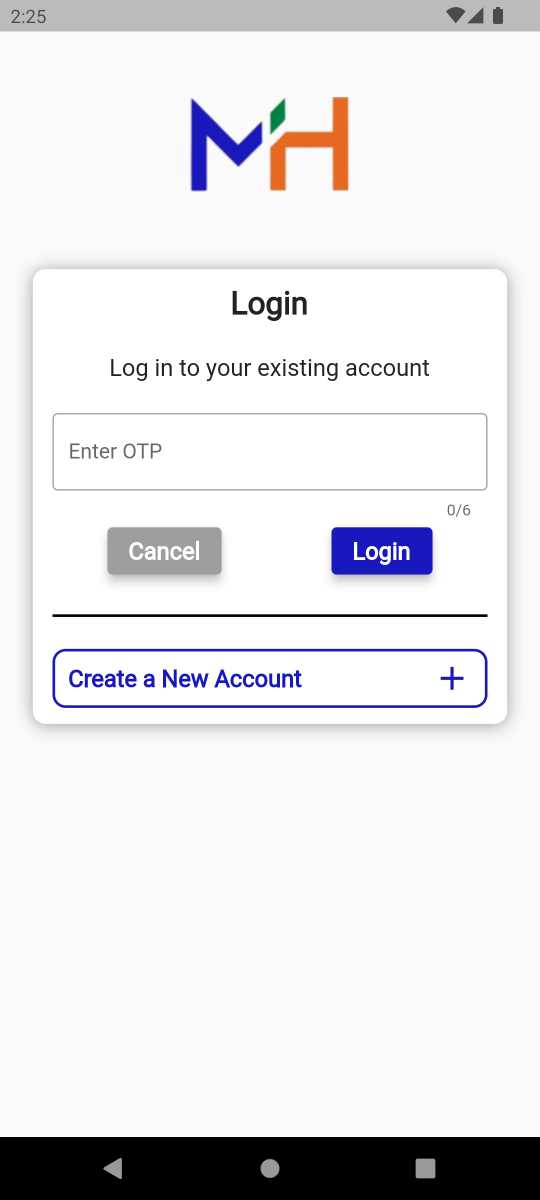 2:25
MH
Login
Log in to your existing account
Enter OTP
0/6
Cancel
Login
Create a New Account